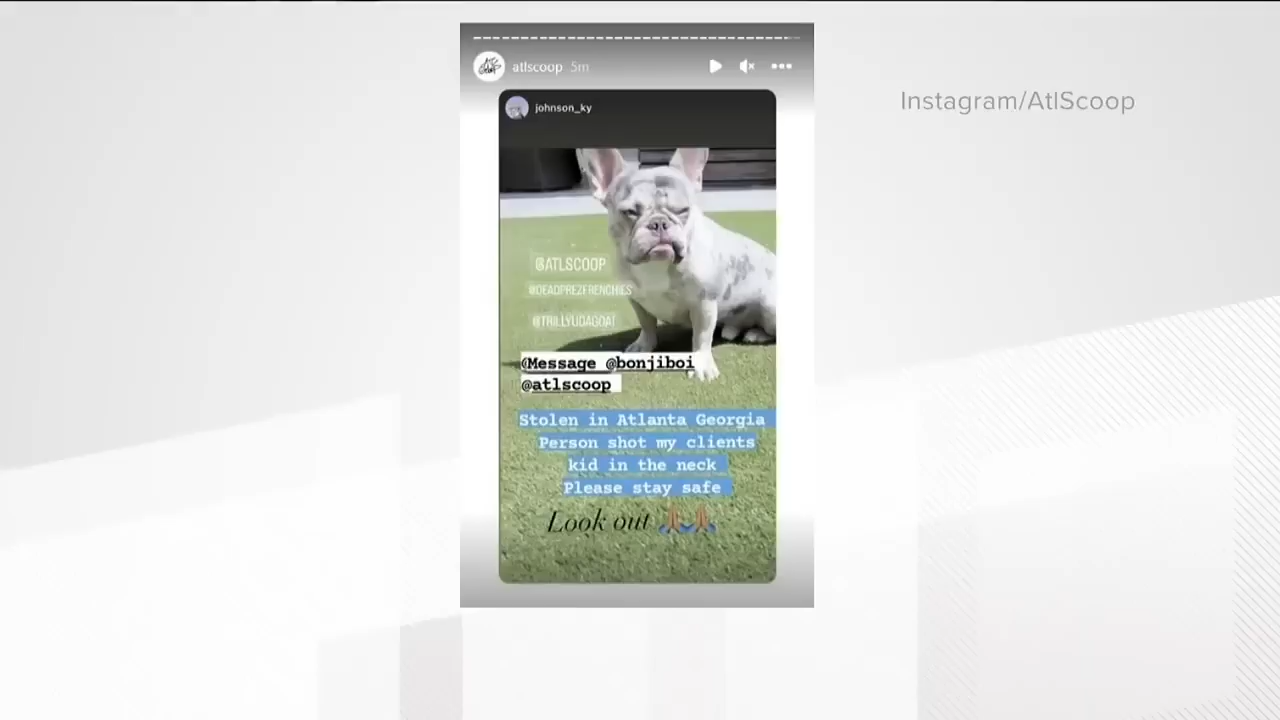 atlscoop 5m
Instagram/AtlScoop
johnson_ky
@ATLSCOOP
@DEADPREZFRENCHIES
@TRILLYUDAGOAT
@Message @bonjiboi
@atlscoop
Stolen in Atlanta Georgia
Person shot my clients
kid in the neck
Please stay safe
Look out 🙏🏾🙏🏾